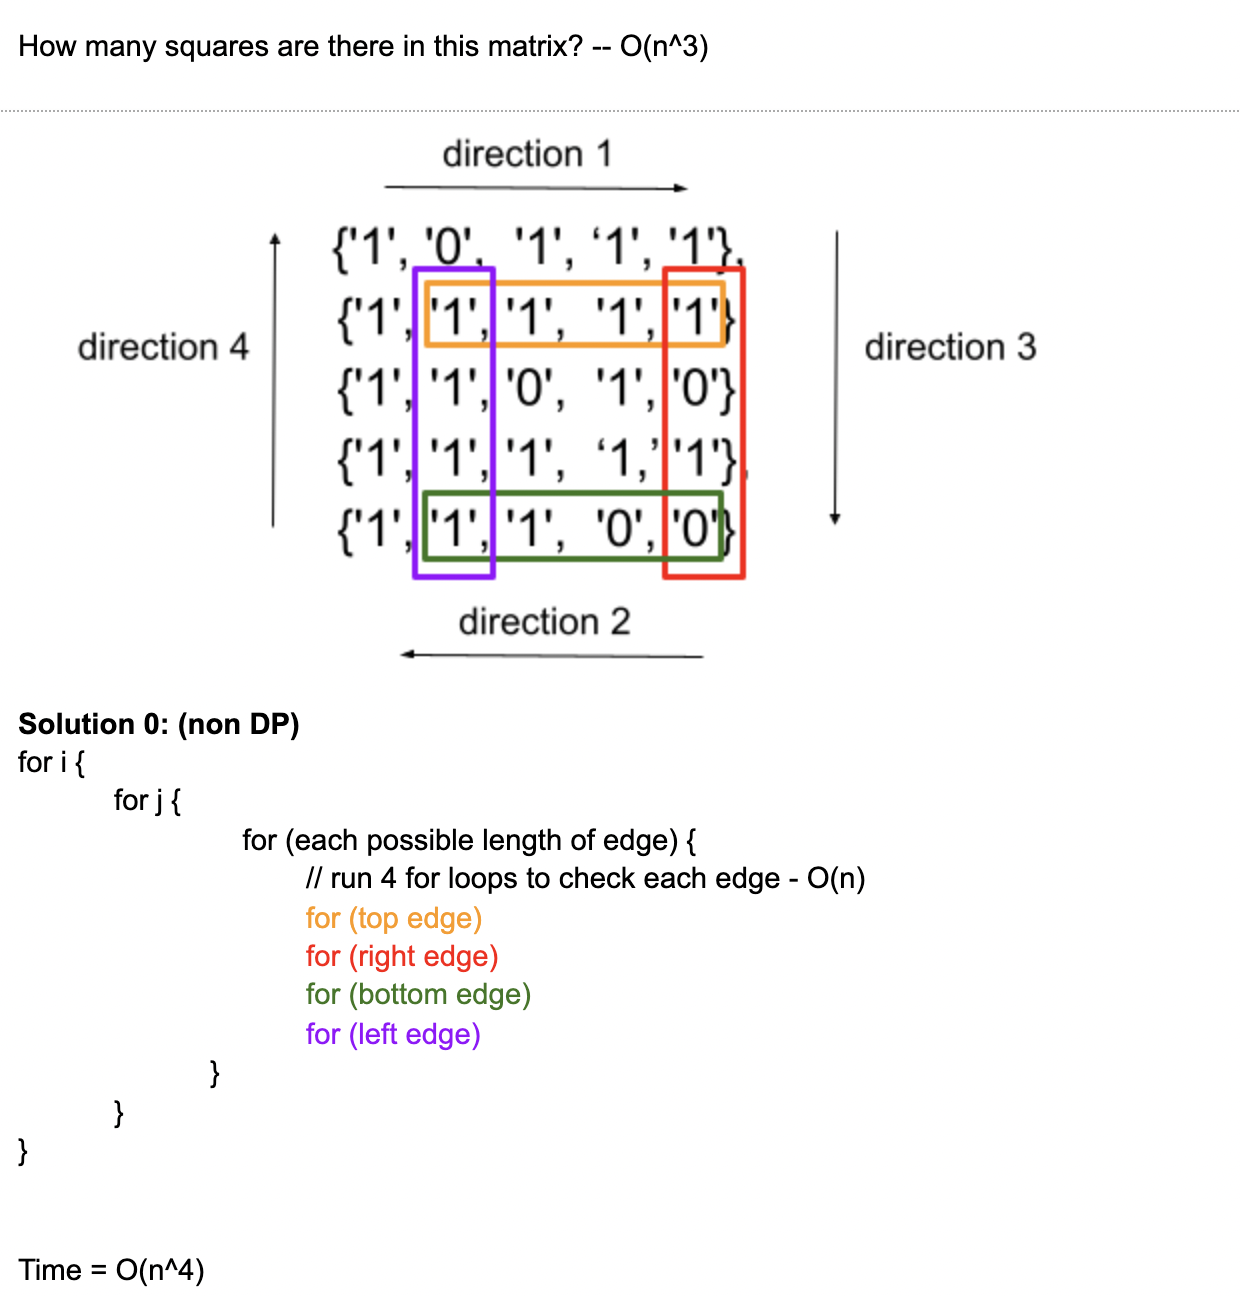 How many squares are there in this matrix? -- O(n^3)
direction 1
{'1', '0', '1', ‘1', '1'},
{'1', '1', '1', '1', '1'}
direction 4
direction 3
{'1', '1', '0', '1', '0'}
{'1', '1', '1', ‘1,’ '1'},
{'1', '1', '1', '0', '0'}
direction 2
Solution 0: (non DP)
for i {
for j {
for (each possible length of edge) {
// run 4 for loops to check each edge - O(n)
for (top edge)
for (right edge)
for (bottom edge)
for (left edge)
}
}
}
Time = O(n^4)